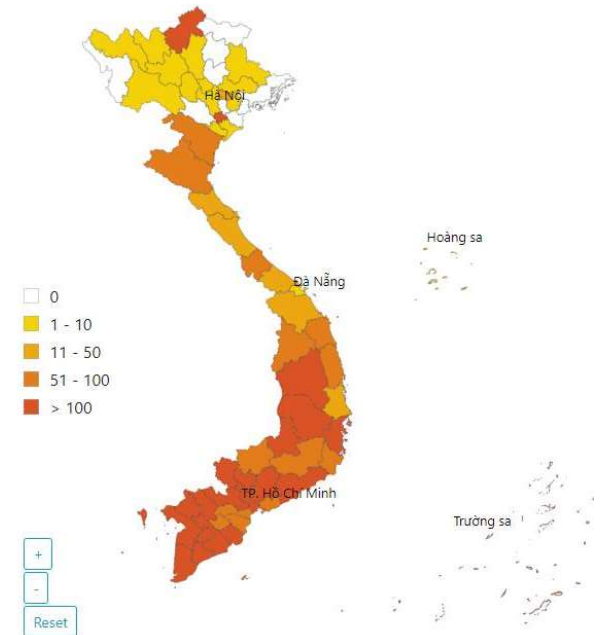 Hà Nội
Hoàng sa
Đà Nẵng
0
1 - 10
11 - 50
51 - 100
> 100
TP. Hồ Chí Minh
Trường sa
+
-
Reset